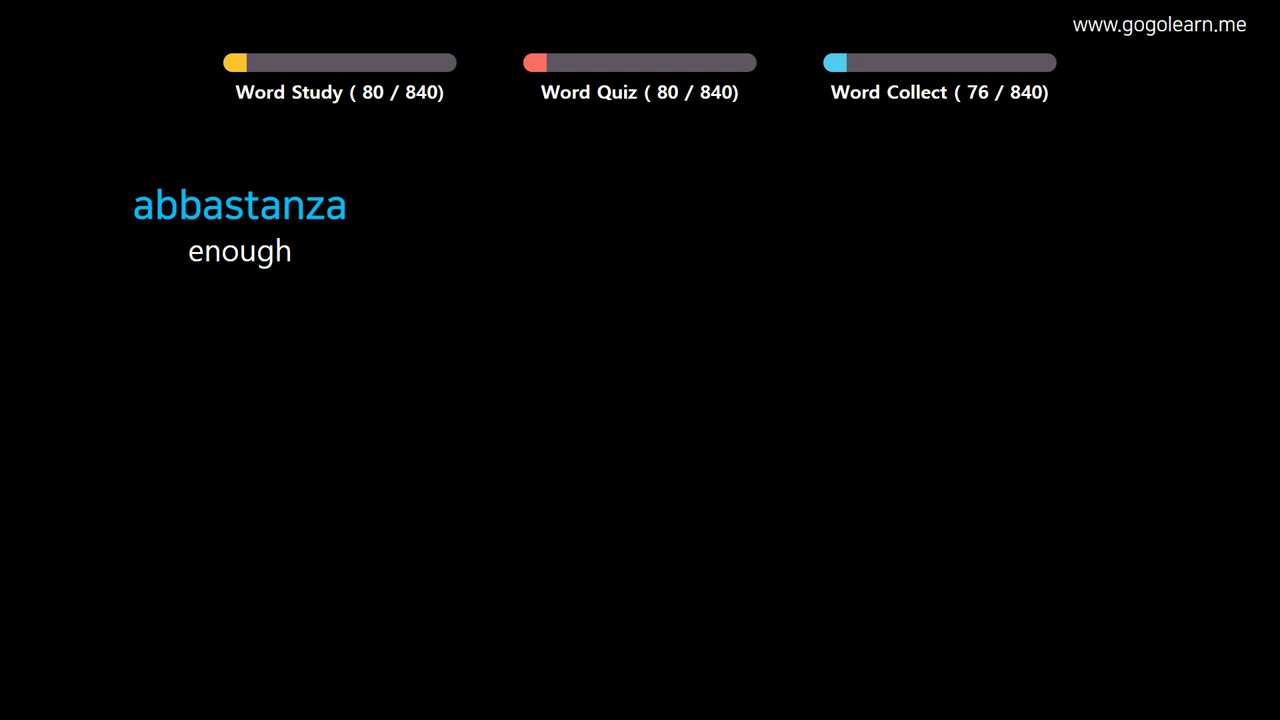 www.gogolearn.me
Word Study ( 80 / 840)
Word Quiz ( 80 / 840)
Word Collect ( 76 / 840)
abbastanza
enough